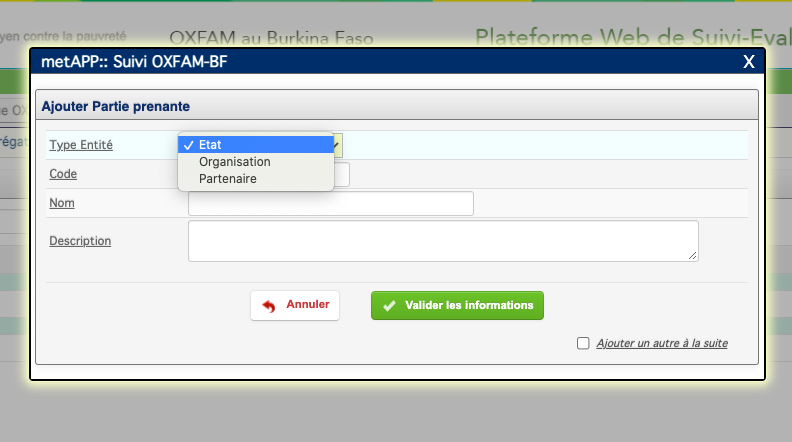 yen contre la pauvreté
OXFAM au Burkina Faso
Plateforme Web de Suivi-Eval
metAPP:: Suivi OXFAM-BF
X
Ajouter Partie prenante
Type Entité
✓ Etat
Organisation
Partenaire
Code
Nom
Description
Annuler
Valider les informations
Ajouter un autre à la suite